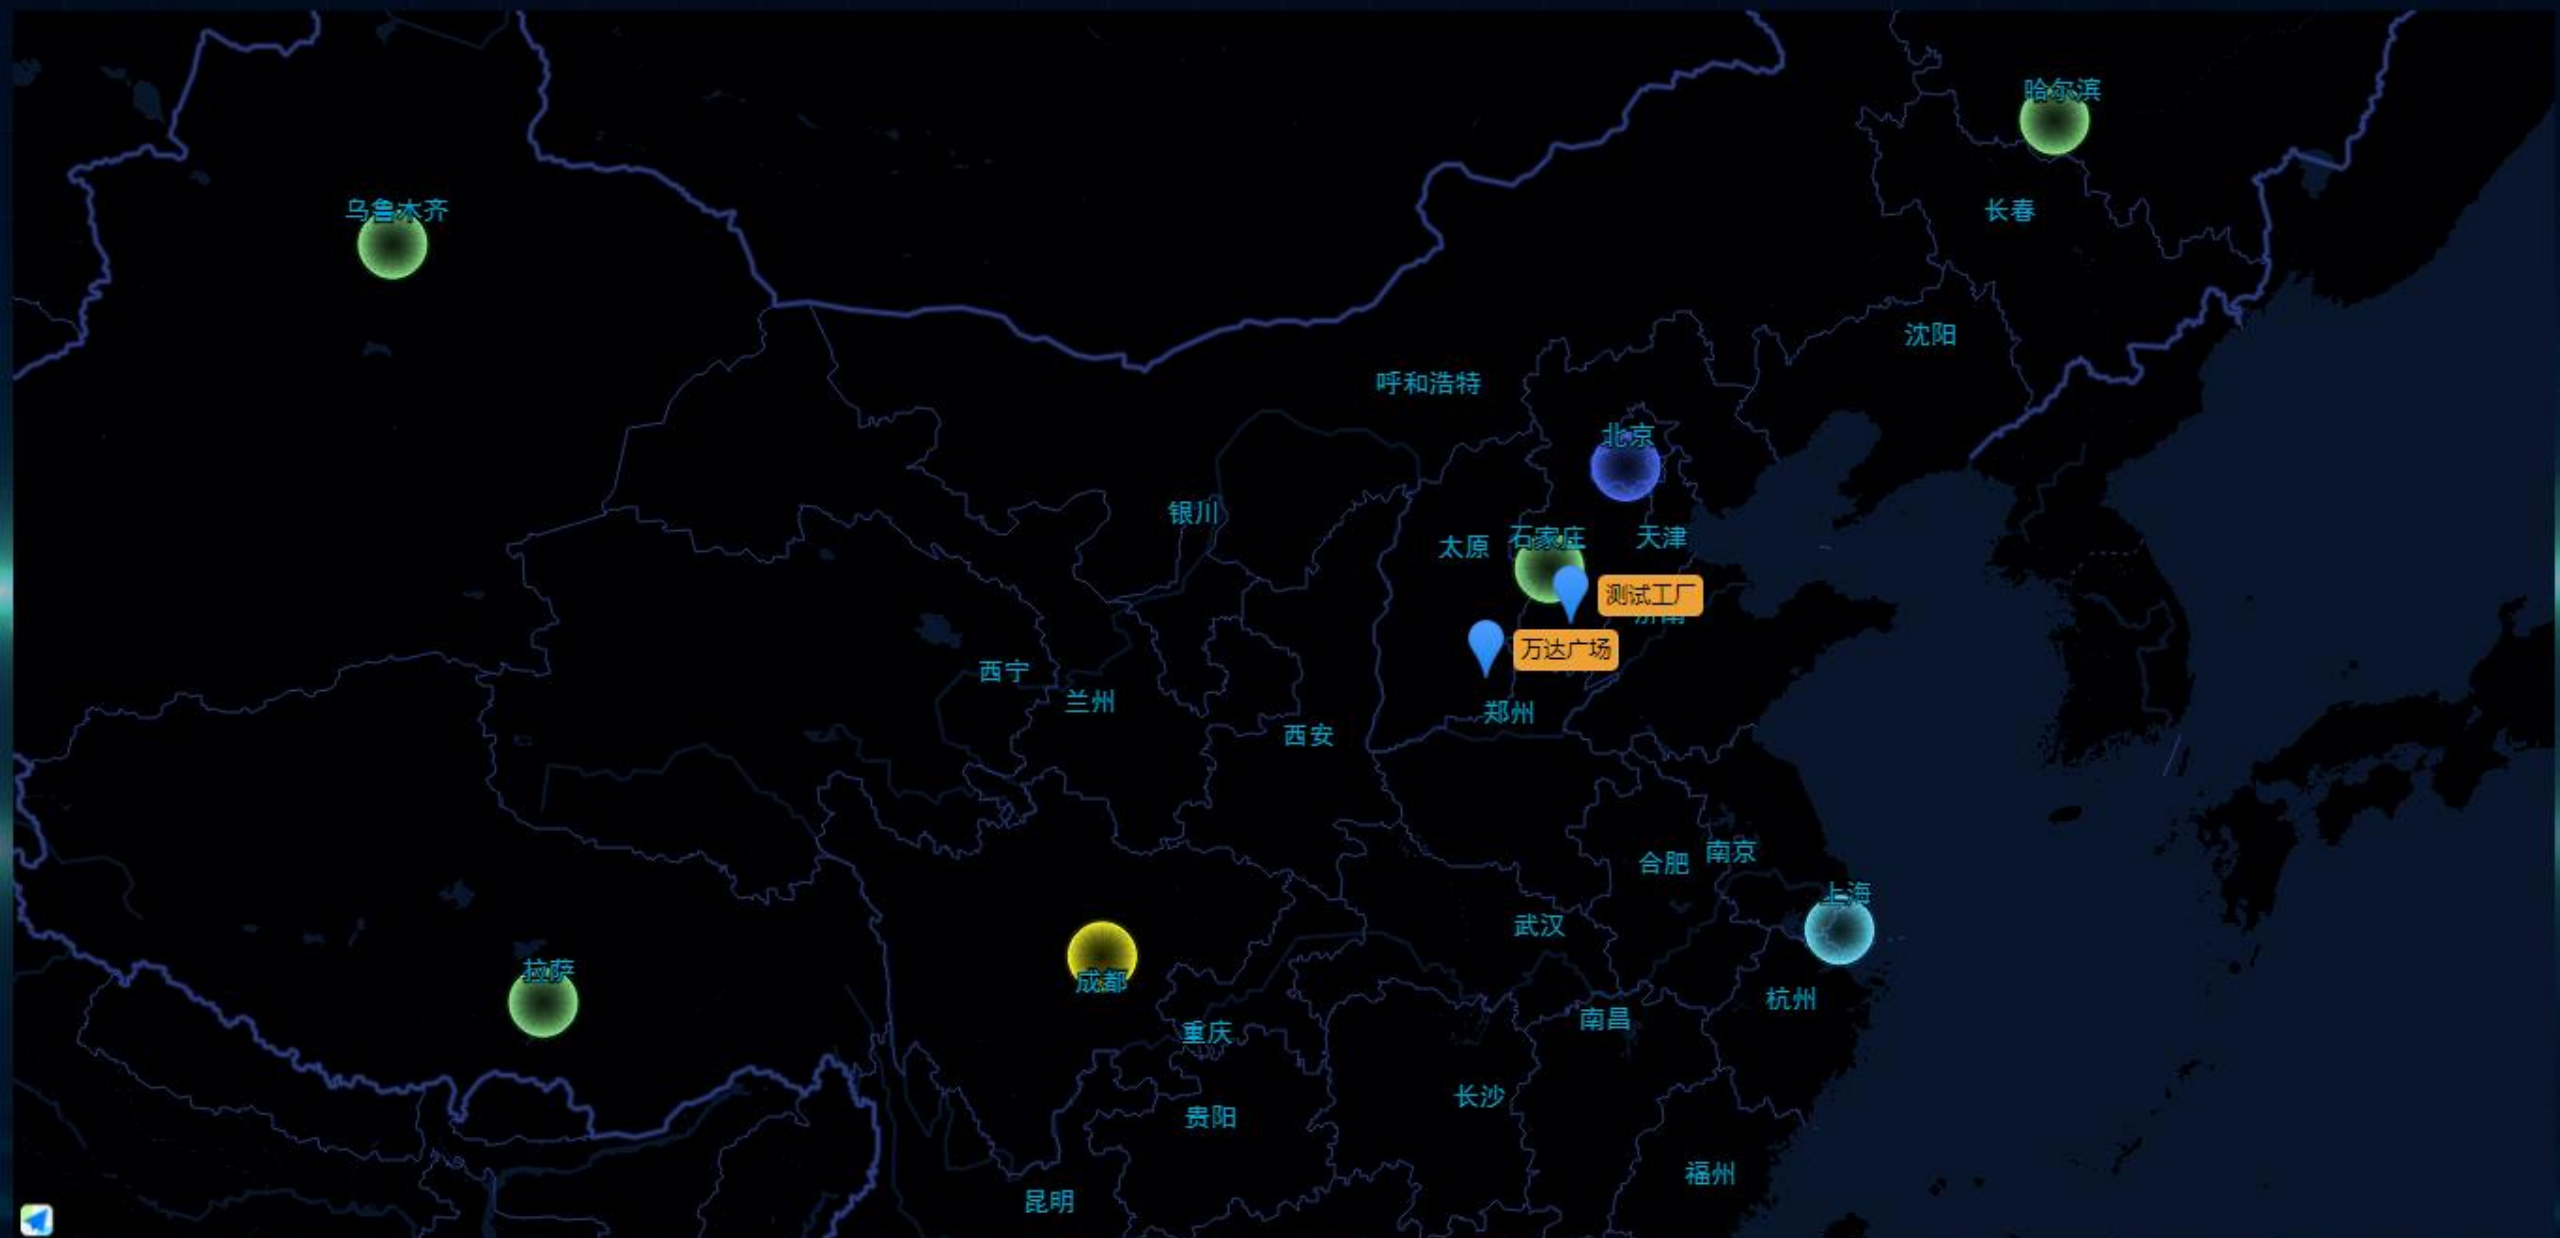 哈尔滨
乌鲁木齐
长春
沈阳
呼和浩特
北京
银川
太原
石家庄
天津
测试工厂
济南
万达广场
西宁
兰州
郑州
西安
合肥
南京
上海
武汉
拉萨
成都
杭州
南昌
重庆
长沙
贵阳
福州
昆明